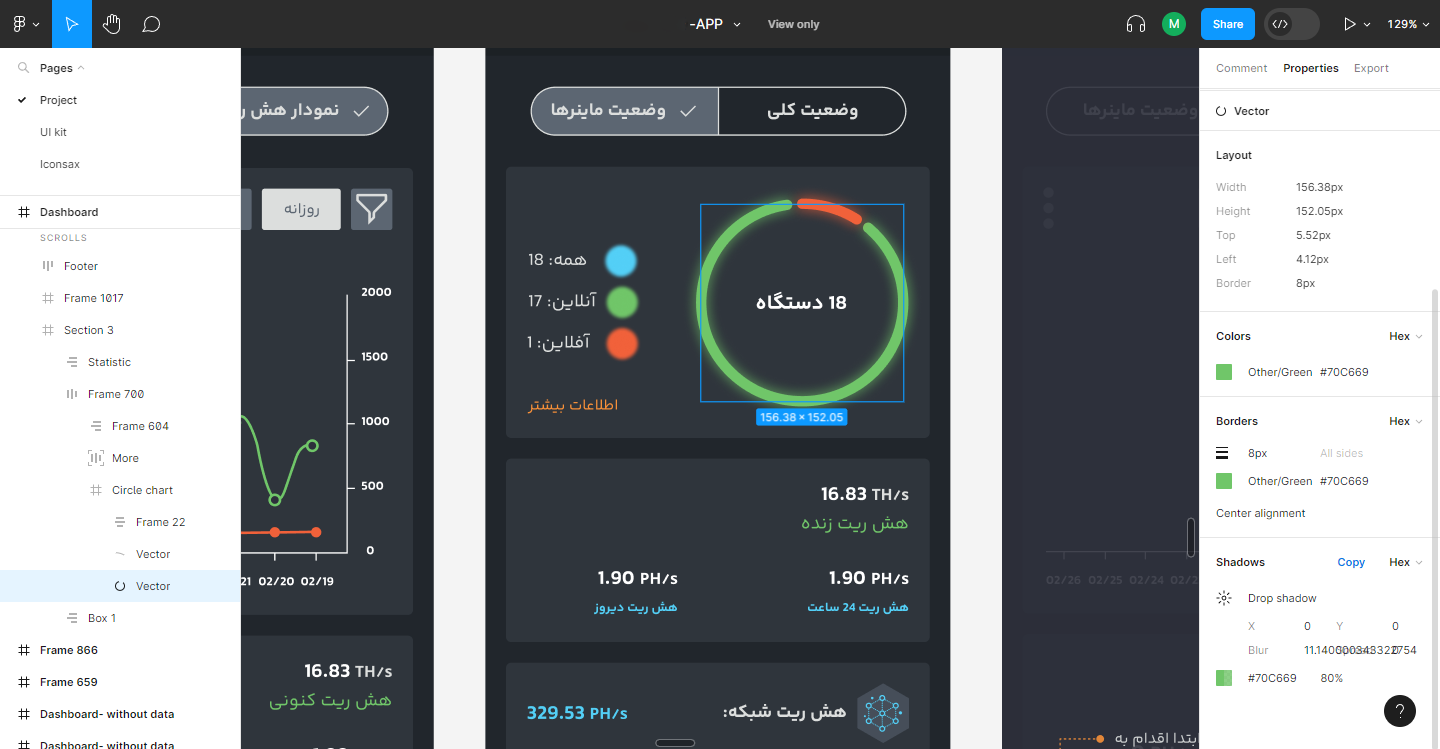 -APP
View only
M
Share
129%
Pages
Project
UI kit
Iconsax
Dashboard
SCROLLS
Footer
Frame 1017
Section 3
Statistic
Frame 700
Frame 604
More
Circle chart
Frame 22
Vector
Vector
Box 1
Frame 866
Frame 659
Dashboard- without data
Dashboard- without data
نمودار هش ر
روزانه
2000
1500
1000
500
0
21 02/20 02/19
16.83 TH/s
هش ریت کنونی
وضعیت کلی
وضعیت ماینرها
همه: 18
آنلاین: 17
آفلاین: 1
18 دستگاه
اطلاعات بیشتر
156.38 × 152.05
16.83 TH/s
هش ریت زنده
1.90 PH/s
هش ریت 24 ساعت
1.90 PH/s
هش ریت دیروز
هش ریت شبکه:
329.53 PH/s
وضعیت ماینرها
02/26 02/25 02/24
ابتدا اقدام به
Comment Properties Export
Vector
Layout
Width 156.38px
Height 152.05px
Top 5.52px
Left 4.12px
Border 8px
Colors Hex
Other/Green #70C669
Borders Hex
8px All sides
Other/Green #70C669
Center alignment
Shadows Copy Hex
Drop shadow
X 0 Y 0
Blur
#70C669 80%
?